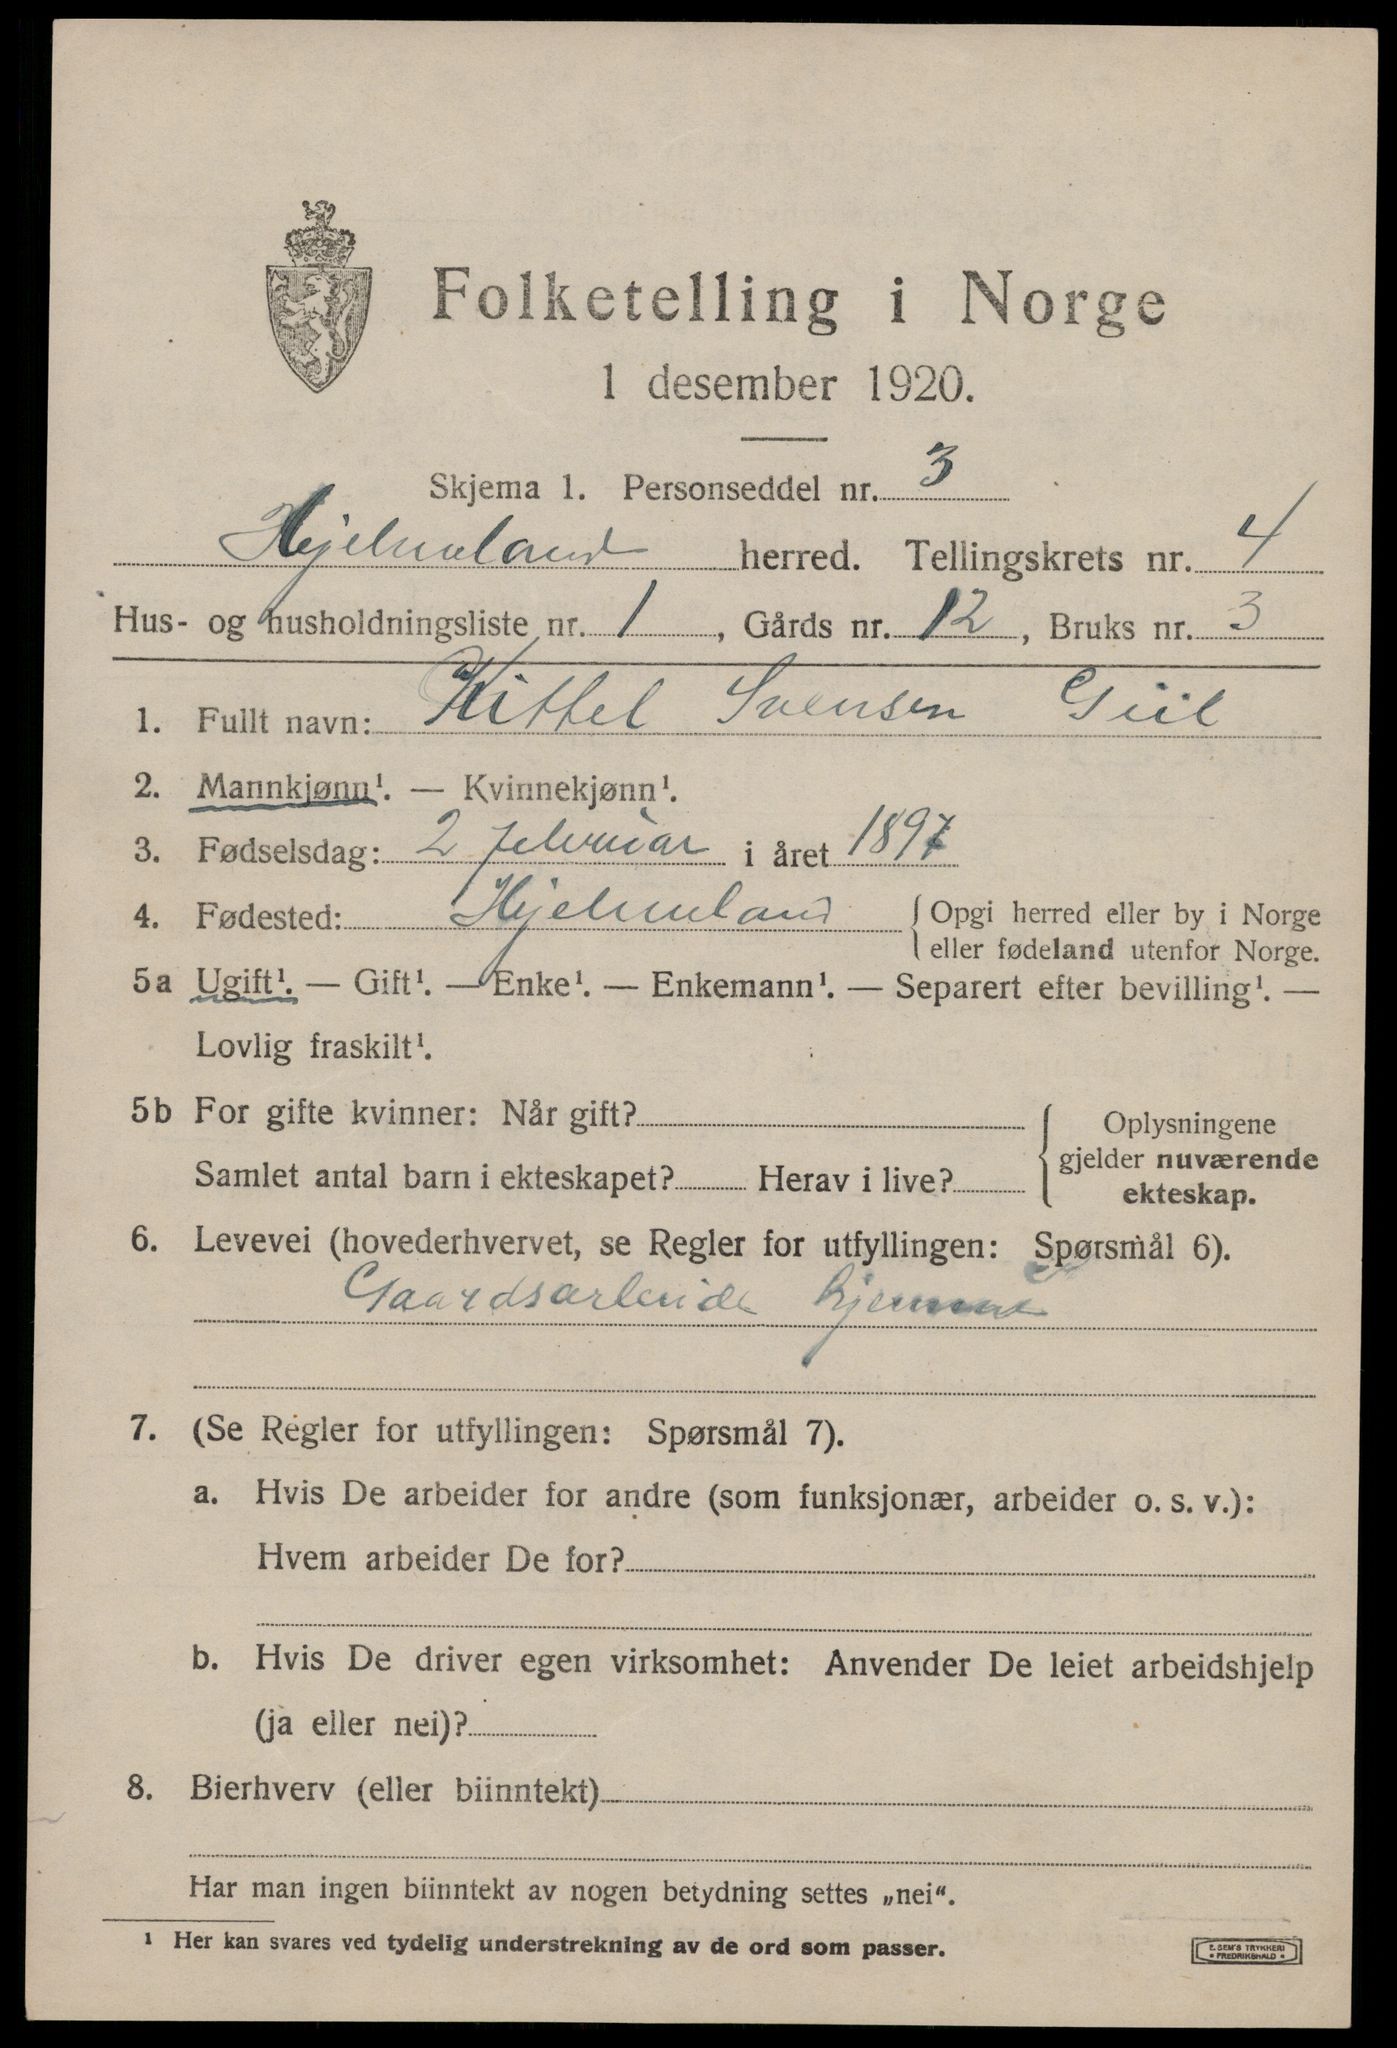 Folketelling i Norge
1 desember 1920.
Skjema 1. Personseddel nr. 3
Hjelmeland herred. Tellingskrets nr. 4
Hus- og husholdningsliste nr. 1, Gårds nr. 12, Bruks nr. 3
1. Fullt navn: Kittel Svensen Giil
2. Mannkjønn¹. — Kvinnekjønn¹.
3. Fødselsdag: 2 februar i året 1897
4. Fødested: Hjelmeland { Opgi herred eller by i Norge
eller fødeland utenfor Norge.
5a Ugift¹. — Gift¹. — Enke¹. — Enkemann¹. — Separert efter bevilling¹. —
Lovlig fraskilt¹.
5b For gifte kvinner: Når gift?
Samlet antal barn i ekteskapet? Herav i live?
Oplysningene
gjelder nuværende
ekteskap.
6. Levevei (hovederhvervet, se Regler for utfyllingen: Spørsmål 6).
Gaardsarbeide hjemme
7. (Se Regler for utfyllingen: Spørsmål 7).
a. Hvis De arbeider for andre (som funksjonær, arbeider o. s. v.):
Hvem arbeider De for?
b. Hvis De driver egen virksomhet: Anvender De leiet arbeidshjelp
(ja eller nei)?
8. Bierhverv (eller biinntekt)
Har man ingen biinntekt av nogen betydning settes „nei“.
¹ Her kan svares ved tydelig understrekning av de ord som passer.
E. SEM'S TRYKKERI
* FREDRIKSHALD *